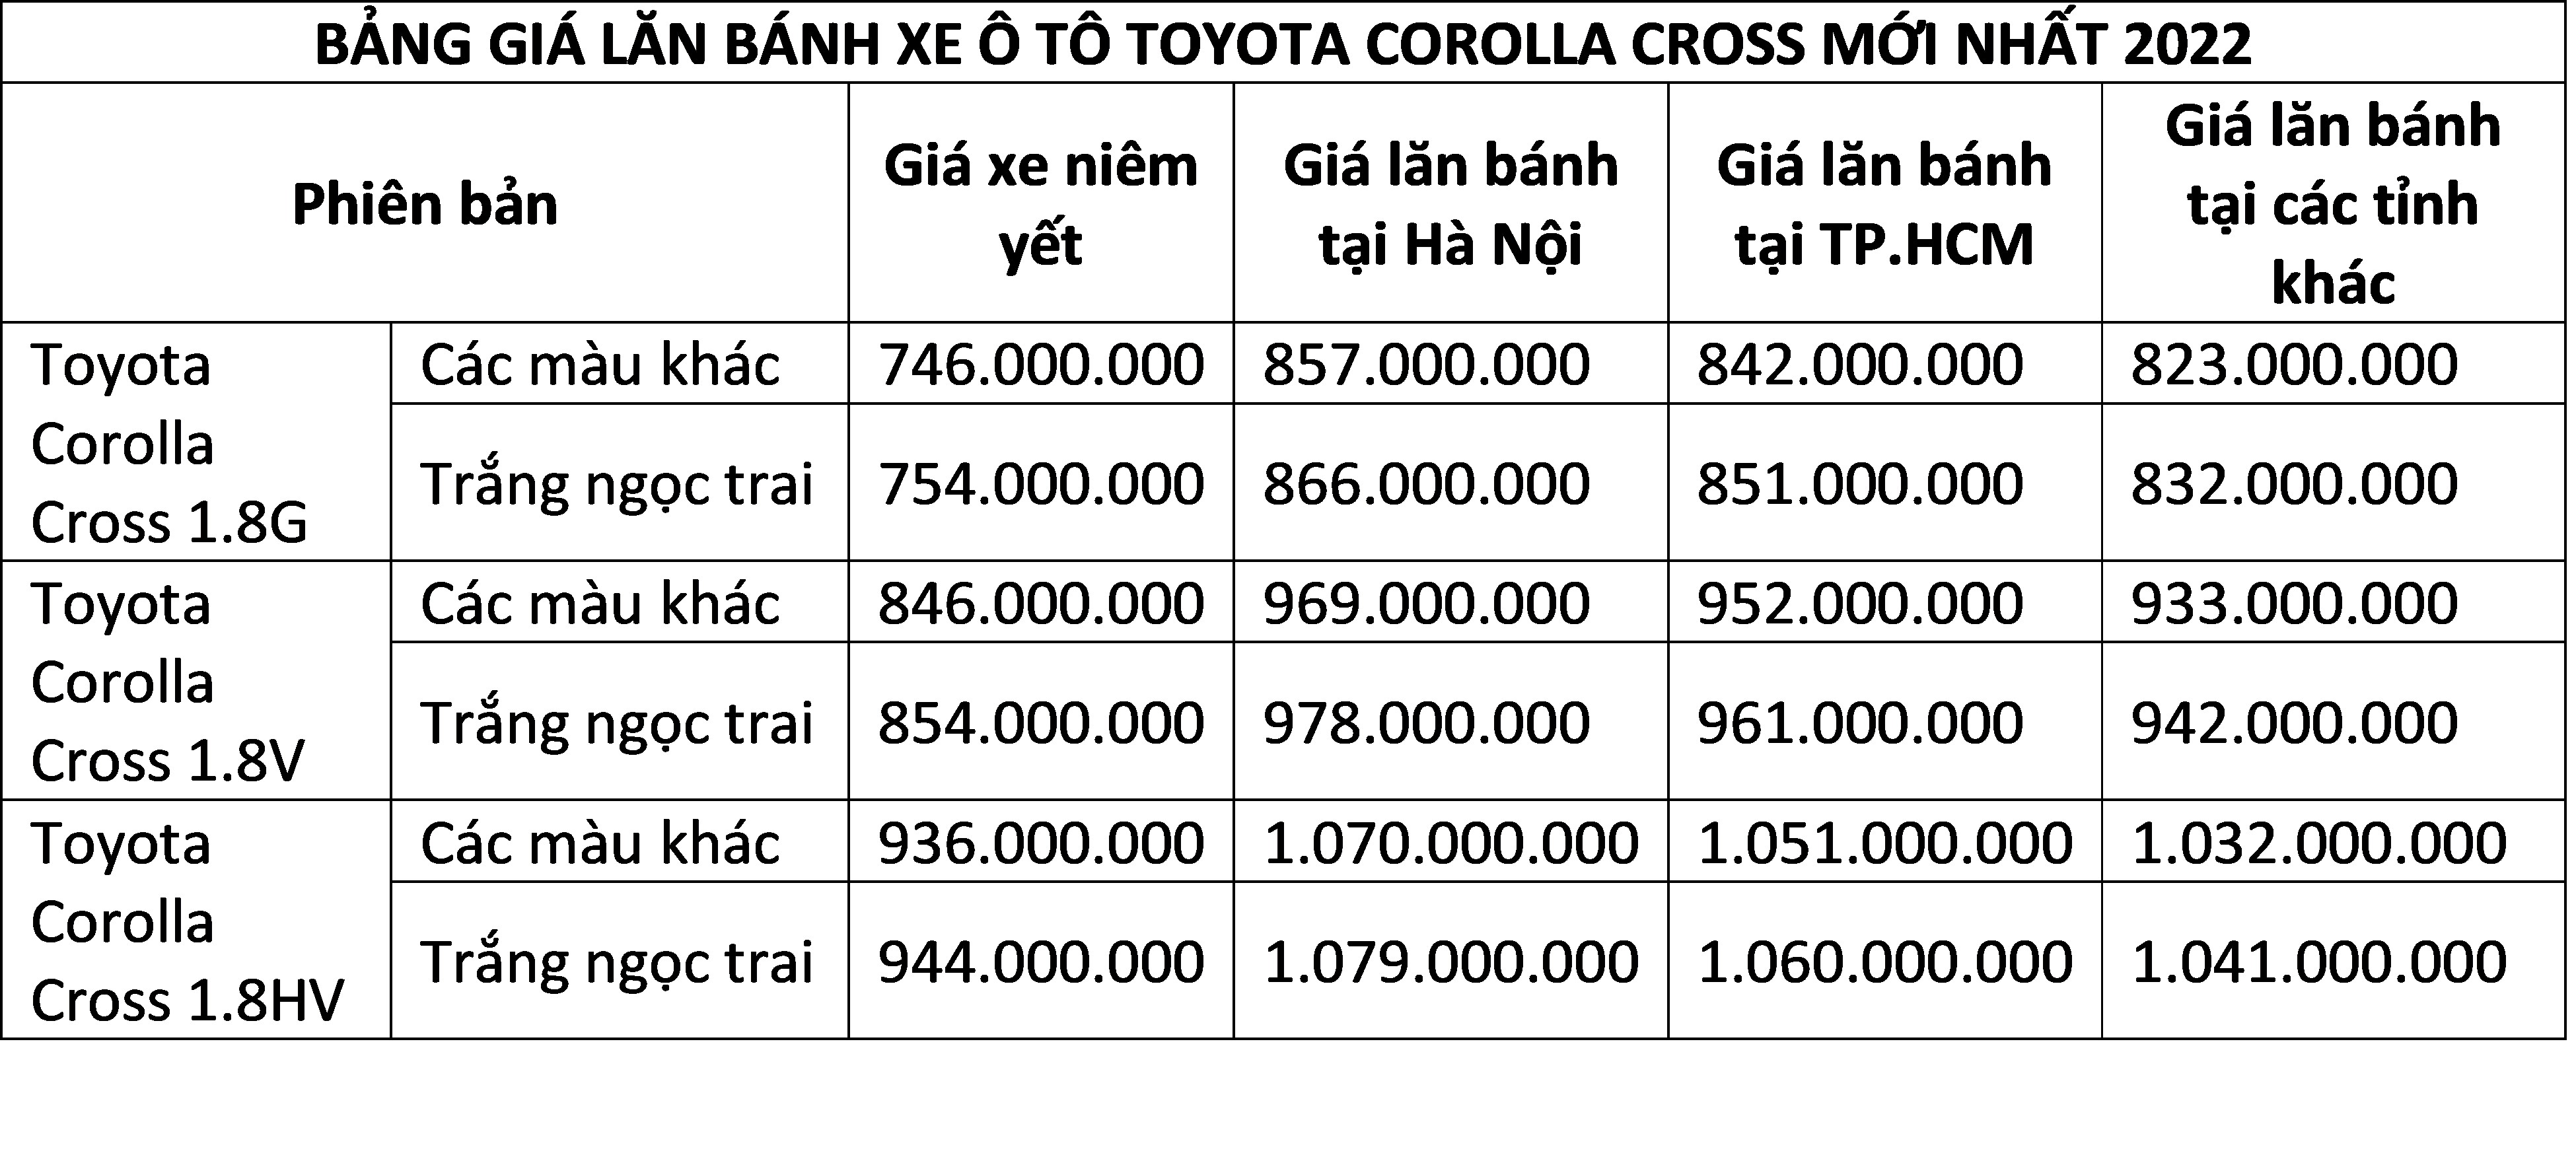 BẢNG GIÁ LĂN BÁNH XE Ô TÔ TOYOTA COROLLA CROSS MỚI NHẤT 2022
Phiên bản
Giá xe niêm
yết
Giá lăn bánh
tại Hà Nội
Giá lăn bánh
tại TP.HCM
Giá lăn bánh
tại các tỉnh
khác
Toyota
Corolla
Cross 1.8G
Các màu khác
746.000.000
857.000.000
842.000.000
823.000.000
Trắng ngọc trai
754.000.000
866.000.000
851.000.000
832.000.000
Toyota
Corolla
Cross 1.8V
Các màu khác
846.000.000
969.000.000
952.000.000
933.000.000
Trắng ngọc trai
854.000.000
978.000.000
961.000.000
942.000.000
Toyota
Corolla
Cross 1.8HV
Các màu khác
936.000.000
1.070.000.000
1.051.000.000
1.032.000.000
Trắng ngọc trai
944.000.000
1.079.000.000
1.060.000.000
1.041.000.000